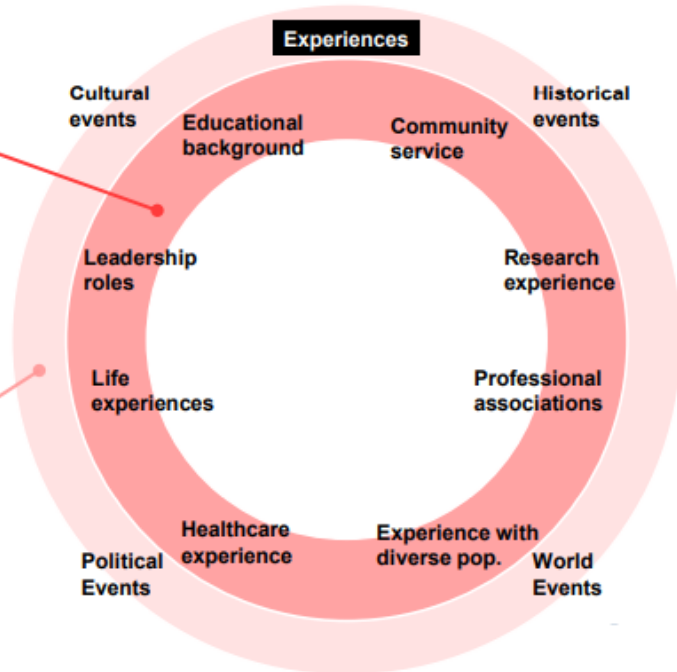 Experiences
Cultural
events
Historical
events
Educational
background
Community
service
Leadership
roles
Research
experience
Life
experiences
Professional
associations
Healthcare
experience
Experience with
diverse pop.
Political
Events
World
Events